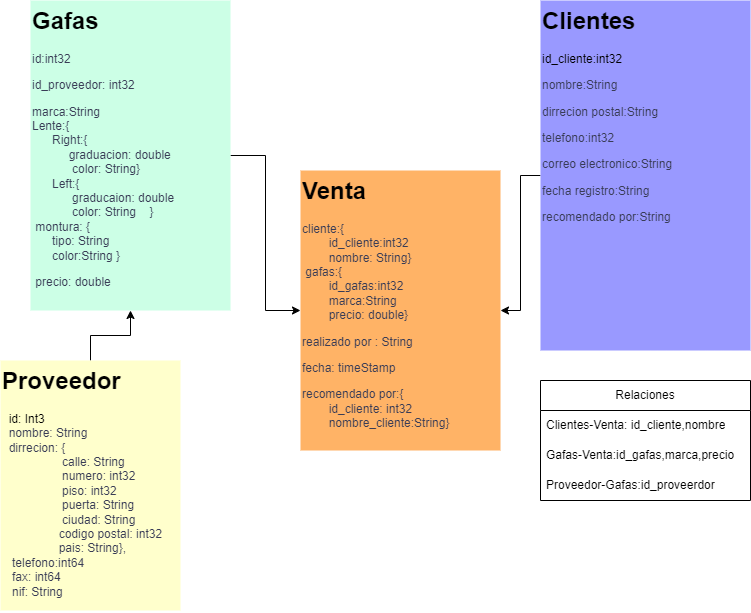 Gafas
id:int32
id_proveedor: int32
marca:String
Lente:{
Right:{
graduacion: double
color: String}
Left:{
graducaion: double
color: String }
montura: {
tipo: String
color:String }
precio: double
Proveedor
id: Int3
nombre: String
dirrecion: {
calle: String
numero: int32
piso: int32
puerta: String
ciudad: String
codigo postal: int32
pais: String},
telefono:int64
fax: int64
nif: String
Venta
cliente:{
id_cliente:int32
nombre: String}
gafas:{
id_gafas:int32
marca:String
precio: double}
realizado por : String
fecha: timeStamp
recomendado por:{
id_cliente: int32
nombre_cliente:String}
Clientes
id_cliente:int32
nombre:String
dirrecion postal:String
telefono:int32
correo electronico:String
fecha registro:String
recomendado por:String
Relaciones
Clientes-Venta: id_cliente,nombre
Gafas-Venta:id_gafas,marca,precio
Proveedor-Gafas:id_proveerdor